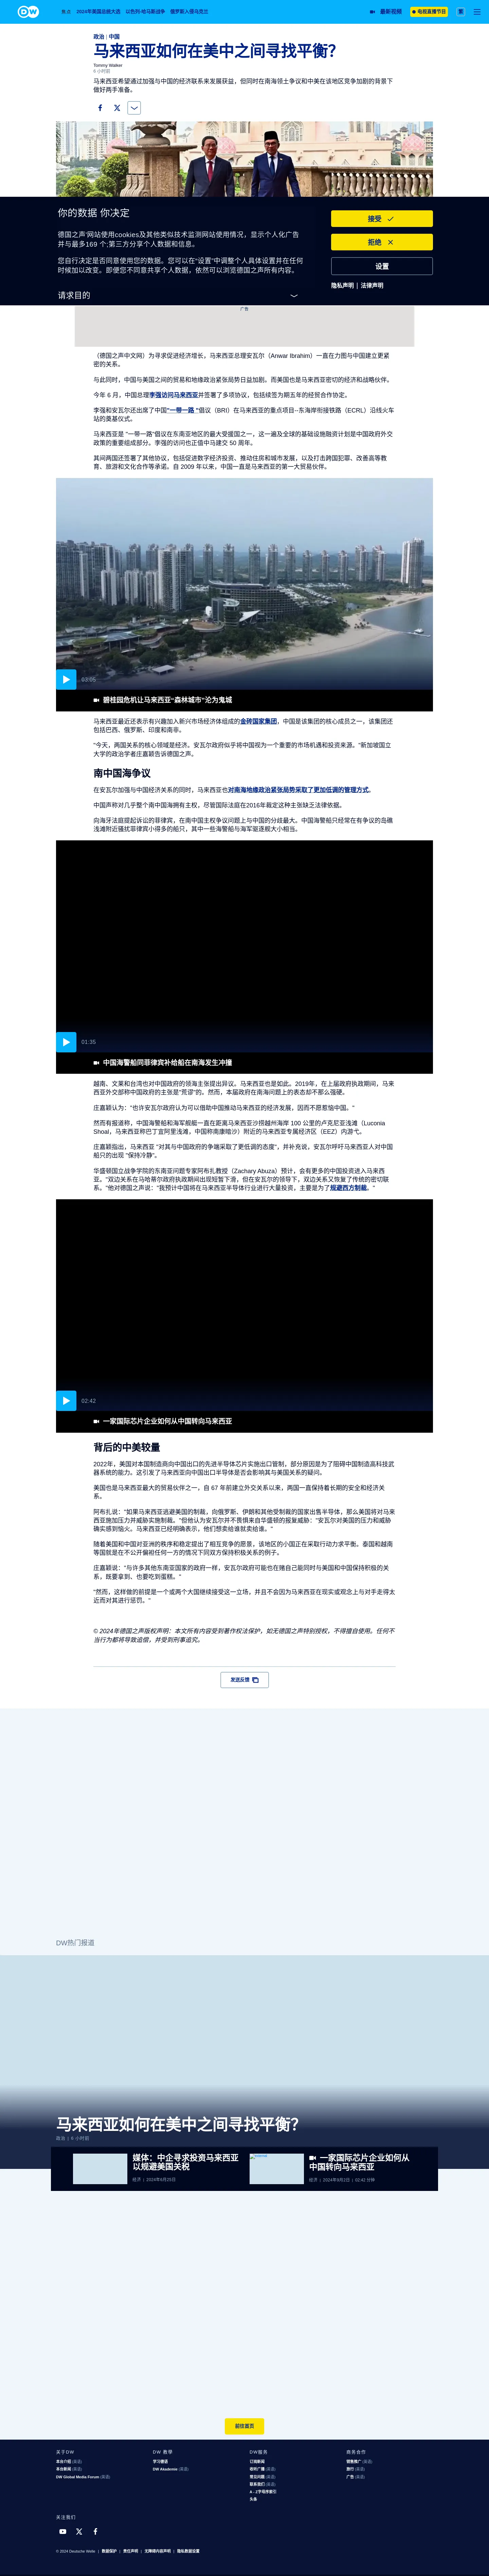 DW
焦点
2024年美国总统大选
以色列-哈马斯战争
俄罗斯入侵乌克兰
最新视频
电视直播节目
繁
政治 | 中国
马来西亚如何在美中之间寻找平衡?
Tommy Walker
马来西亚希望通过加强与中国的经济联系来发展获益，但同时在南海领土争议和中美在该地区竞争加剧的背景下做好两手准备。
你的数据 你决定
德国之声网站使用cookies及其他类似技术监测网站使用情况，显示个人化广告并与最多169 个;第三方分享个人数据和信息。
您自行决定是否同意使用您的数据。您可以在“设置”中调整个人具体设置并在任何时候加以改变。即便您不同意共享个人数据，依然可以浏览德国之声所有内容。
请求目的
接受
拒绝
设置
隐私声明 | 法律声明
广告
（德国之声中文网）为寻求促进经济增长，马来西亚总理安瓦尔（Anwar Ibrahim）一直在力图与中国建立更紧密的关系。
与此同时，中国与美国之间的贸易和地缘政治紧张局势日益加剧。而美国也是马来西亚密切的经济和战略伙伴。
今年 6 月，中国总理李强访问马来西亚并签署了多项协议，包括续签为期五年的经贸合作协定。
李强和安瓦尔还出席了中国"一带一路 "倡议（BRI）在马来西亚的重点项目--东海岸衔接铁路（ECRL）沿线火车站的奠基仪式。
马来西亚是 "一带一路"倡议在东南亚地区的最大受援国之一，这一遍及全球的基础设施融资计划是中国政府外交政策的重要组成部分。李强的访问也正值中马建交 50 周年。
其间两国还签署了其他协议，包括促进数字经济投资、推动住房和城市发展，以及打击跨国犯罪、改善高等教育、旅游和文化合作等承诺。自 2009 年以来，中国一直是马来西亚的第一大贸易伙伴。
03:05
碧桂园危机让马来西亚“森林城市”沦为鬼城
马来西亚最近还表示有兴趣加入新兴市场经济体组成的金砖国家集团。中国是该集团的核心成员之一，该集团还包括巴西、俄罗斯、印度和南非。
"今天，两国关系的核心领域是经济。安瓦尔政府似乎将中国视为一个重要的市场机遇和投资来源。"新加坡国立大学的政治学者庄嘉颖告诉德国之声。
南中国海争议
在安瓦尔加强与中国经济关系的同时，马来西亚也对南海地缘政治紧张局势采取了更加低调的管理方式。
中国声称对几乎整个南中国海拥有主权，尽管国际法庭在2016年裁定这种主张缺乏法律依据。
向海牙法庭提起诉讼的菲律宾，在南中国主权争议问题上与中国的分歧最大。中国海警船只经常在有争议的岛礁浅滩附近骚扰菲律宾小得多的船只，其中一些海警船与海军驱逐舰大小相当。
01:35
中国海警船同菲律宾补给船在南海发生冲撞
越南、文莱和台湾也对中国政府的领海主张提出异议。马来西亚也是如此。2019年，在上届政府执政期间，马来西亚外交部称中国政府的主张是"荒谬"的。然而，本届政府在南海问题上的表态却不那么强硬。
庄嘉颖认为："也许安瓦尔政府认为可以借助中国推动马来西亚的经济发展，因而不愿惹恼中国。"
然而有报道称，中国海警船和海军舰艇一直在距离马来西亚沙捞越州海岸 100 公里的卢克尼亚浅滩（Luconia Shoal，马来西亚称巴丁宜阿里浅滩，中国称南康暗沙）附近的马来西亚专属经济区（EEZ）内游弋。
庄嘉颖指出，马来西亚 "对其与中国政府的争端采取了更低调的态度"，并补充说，安瓦尔呼吁马来西亚人对中国船只的出现 "保持冷静"。
华盛顿国立战争学院的东南亚问题专家阿布扎教授（Zachary Abuza）预计，会有更多的中国投资进入马来西亚。"双边关系在马哈蒂尔政府执政期间出现短暂下滑，但在安瓦尔的领导下，双边关系又恢复了传统的密切联系。"他对德国之声说："我预计中国将在马来西亚半导体行业进行大量投资，主要是为了规避西方制裁。"
02:42
一家国际芯片企业如何从中国转向马来西亚
背后的中美较量
2022年，美国对本国制造商向中国出口的先进半导体芯片实施出口管制，部分原因是为了阻碍中国制造高科技武器系统的能力。这引发了马来西亚向中国出口半导体是否会影响其与美国关系的疑问。
美国也是马来西亚最大的贸易伙伴之一，自 67 年前建立外交关系以来，两国一直保持着长期的安全和经济关系。
阿布扎说："如果马来西亚逃避美国的制裁，向俄罗斯、伊朗和其他受制裁的国家出售半导体，那么美国将对马来西亚施加压力并威胁实施制裁。"但他认为安瓦尔并不畏惧来自华盛顿的报复威胁："安瓦尔对美国的压力和威胁确实感到恼火。马来西亚已经明确表示，他们想卖给谁就卖给谁。"
随着美国和中国对亚洲的秩序和稳定提出了相互竞争的愿景，该地区的小国正在采取行动力求平衡。泰国和越南等国就是在不公开偏袒任何一方的情况下同双方保持积极关系的例子。
庄嘉颖说："与许多其他东南亚国家的政府一样，安瓦尔政府可能也在赌自己能同时与美国和中国保持积极的关系，既要拿到、也要吃到蛋糕。"
"然而，这样做的前提是一个或两个大国继续接受这一立场，并且不会因为马来西亚在现实或观念上与对手走得太近而对其进行惩罚。"
© 2024年德国之声版权声明：本文所有内容受到著作权法保护，如无德国之声特别授权，不得擅自使用。任何不当行为都将导致追偿，并受到刑事追究。
发送反馈
DW热门报道
马来西亚如何在美中之间寻找平衡?
媒体：中企寻求投资马来西亚以规避美国关税
一家国际芯片企业如何从中国转向马来西亚
前往首页
关于DW
本台介绍 (英语)
本台新闻 (英语)
DW Global Media Forum (英语)
DW 教学
学习德语
DW Akademie (英语)
DW服务
订阅新闻
收听广播 (英语)
常见问题 (英语)
联系我们 (英语)
A - Z字母序索引
头条
商务合作
销售推广 (英语)
旅行 (英语)
广告 (英语)
关注我们
© 2024 Deutsche Welle | 数据保护 | 责任声明 | 无障碍内容声明 | 隐私数据设置